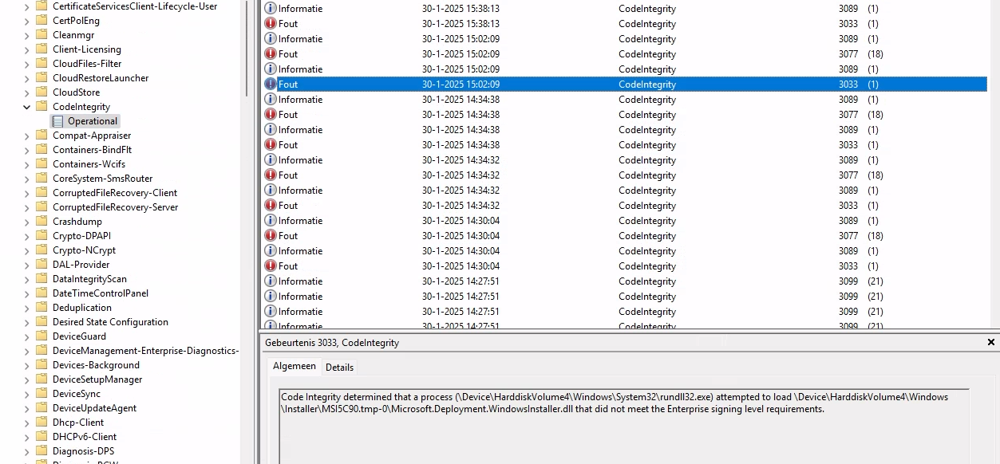 CertificateServicesClient-Lifecycle-User
CertPolEng
Cleanmgr
Client-Licensing
CloudFiles-Filter
CloudRestoreLauncher
CloudStore
CodeIntegrity
Operational
Compat-Appraiser
Containers-BindFlt
Containers-Wcifs
CoreSystem-SmsRouter
CorruptedFileRecovery-Client
CorruptedFileRecovery-Server
Crashdump
Crypto-DPAPI
Crypto-NCrypt
DAL-Provider
DataIntegrityScan
DateTimeControlPanel
Deduplication
Desired State Configuration
DeviceGuard
DeviceManagement-Enterprise-Diagnostics-
Devices-Background
DeviceSetupManager
DeviceSync
DeviceUpdateAgent
Dhcp-Client
DHCPv6-Client
Diagnosis-DPS
Diagnosis-PCW
Informatie 30-1-2025 15:38:13 CodeIntegrity 3089 (1)
Fout 30-1-2025 15:38:13 CodeIntegrity 3033 (1)
Informatie 30-1-2025 15:02:09 CodeIntegrity 3089 (1)
Fout 30-1-2025 15:02:09 CodeIntegrity 3077 (18)
Informatie 30-1-2025 15:02:09 CodeIntegrity 3089 (1)
Fout 30-1-2025 15:02:09 CodeIntegrity 3033 (1)
Informatie 30-1-2025 14:34:38 CodeIntegrity 3089 (1)
Fout 30-1-2025 14:34:38 CodeIntegrity 3077 (18)
Informatie 30-1-2025 14:34:38 CodeIntegrity 3089 (1)
Fout 30-1-2025 14:34:38 CodeIntegrity 3033 (1)
Informatie 30-1-2025 14:34:32 CodeIntegrity 3089 (1)
Fout 30-1-2025 14:34:32 CodeIntegrity 3077 (18)
Informatie 30-1-2025 14:34:32 CodeIntegrity 3089 (1)
Fout 30-1-2025 14:34:32 CodeIntegrity 3033 (1)
Informatie 30-1-2025 14:30:04 CodeIntegrity 3089 (1)
Fout 30-1-2025 14:30:04 CodeIntegrity 3077 (18)
Informatie 30-1-2025 14:30:04 CodeIntegrity 3089 (1)
Fout 30-1-2025 14:30:04 CodeIntegrity 3033 (1)
Informatie 30-1-2025 14:27:51 CodeIntegrity 3099 (21)
Informatie 30-1-2025 14:27:51 CodeIntegrity 3099 (21)
Informatie 30-1-2025 14:27:51 CodeIntegrity 3099 (21)
Informatie 30-1-2025 14:27:51 CodeIntegrity 3099 (21)
Gebeurtenis 3033, CodeIntegrity
Algemeen Details
Code Integrity determined that a process (\Device\HarddiskVolume4\Windows\System32\rundll32.exe) attempted to load \Device\HarddiskVolume4\Windows
\Installer\MSI5C90.tmp-0\Microsoft.Deployment.WindowsInstaller.dll that did not meet the Enterprise signing level requirements.